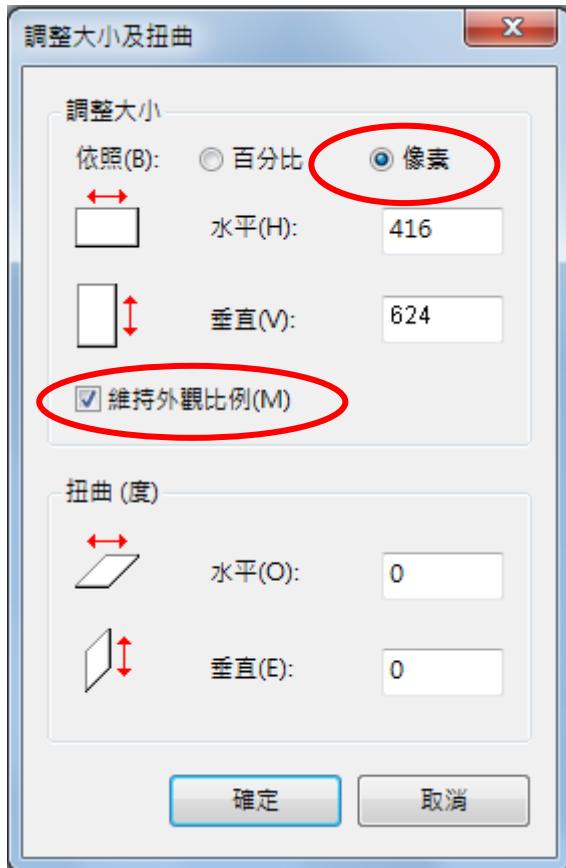 調整大小及扭曲
調整大小
依照(B): 百分比 像素
水平(H): 416
垂直(V): 624
維持外觀比例(M)
扭曲 (度)
水平(O): 0
垂直(E): 0
確定 取消